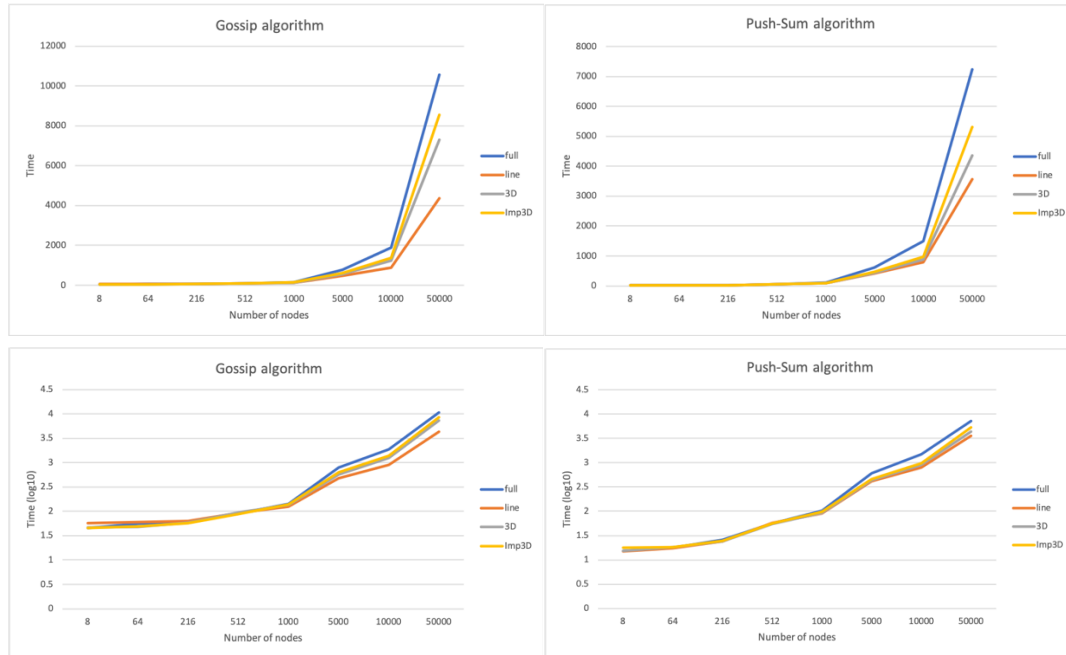 Gossip algorithm
12000
10000
8000
6000
4000
2000
0
Time
8 64 216 512 1000 5000 10000 50000
Number of nodes
full
line
3D
Imp3D
Push-Sum algorithm
8000
7000
6000
5000
4000
3000
2000
1000
0
Time
8 64 216 512 1000 5000 10000 50000
Number of nodes
full
line
3D
Imp3D
Gossip algorithm
4.5
4
3.5
3
2.5
2
1.5
1
0.5
0
Time (log10)
8 64 216 512 1000 5000 10000 50000
Number of nodes
full
line
3D
Imp3D
Push-Sum algorithm
4.5
4
3.5
3
2.5
2
1.5
1
0.5
0
Time (log10)
8 64 216 512 1000 5000 10000 50000
Number of nodes
full
line
3D
Imp3D